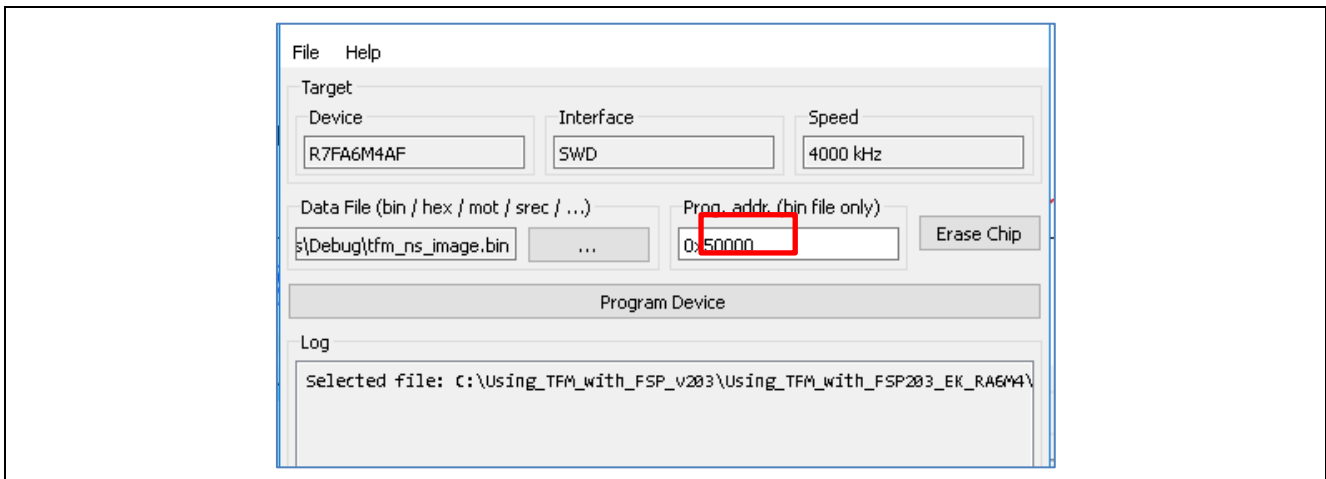 File Help
Target
Device Interface Speed
R7FA6M4AF SWD 4000 kHz
Data File (bin / hex / mot / srec / ...) Prog. addr. (bin file only)
s\Debug\tfm_ns_image.bin ... 0x50000 Erase Chip
Program Device
Log
Selected file: C:\Using_TFM_with_FSP_v203\Using_TFM_with_FSP203_EK_RA6M4\